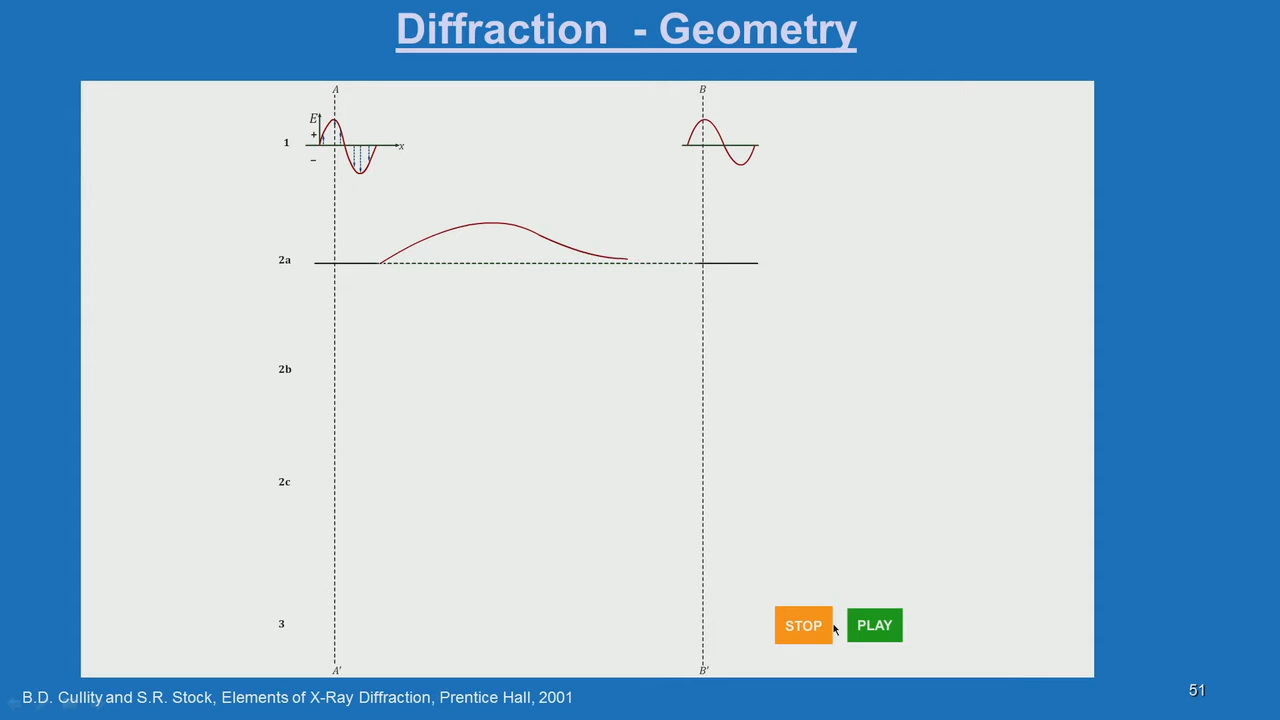 Diffraction - Geometry
A B
E
+
1
x
–
2a
2b
2c
3
STOP PLAY
A' B'
B.D. Cullity and S.R. Stock, Elements of X-Ray Diffraction, Prentice Hall, 2001
51